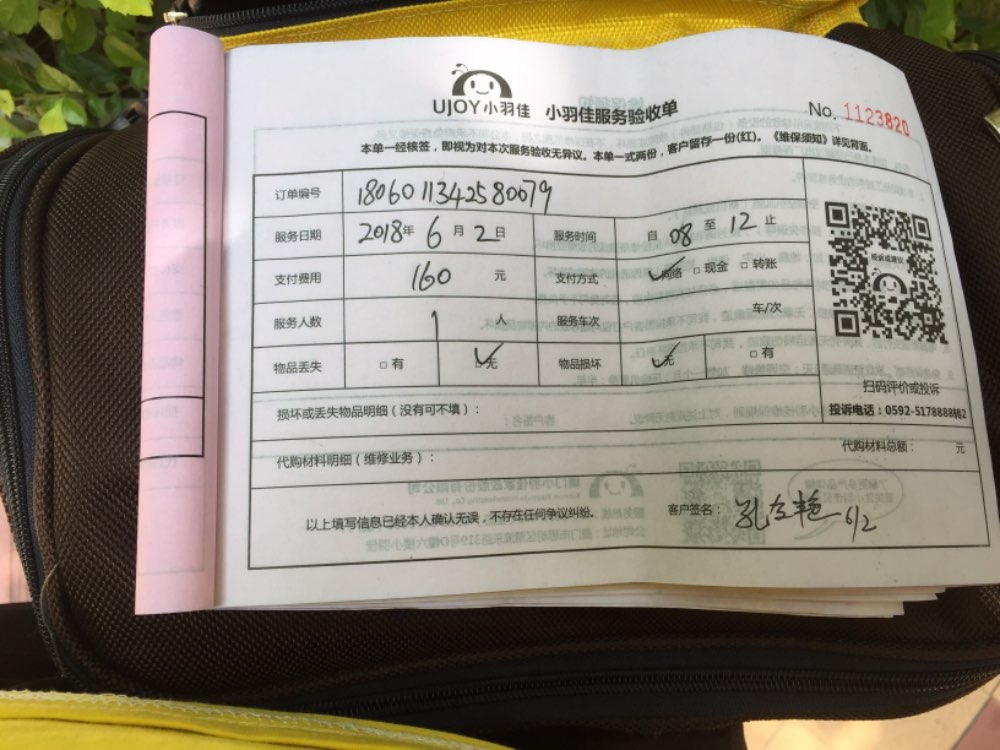 UJOY小羽佳 小羽佳服务验收单 No. 1123820
本单一经核签，即视为对本次服务验收无异议。本单一式两份，客户留存一份(红)。《维保须知》详见背面。
订单编号 1806011342580079
服务日期 2018年 6 月 2 日 服务时间 自 08 至 12 止
支付费用 160 元 支付方式 ☑网络 □现金 □转账
服务人数 1 人 服务车次 车/次
物品丢失 □有 ☑无 物品损坏 ☑无 □有
投诉或建议
扫码评价或投诉
投诉电话：0592-5178888转2
损坏或丢失物品明细（没有可不填）：
代购材料明细（维修业务）： 代购材料总额： 元
以上填写信息已经本人确认无误，不存在任何争议纠纷。 客户签名： 6/2